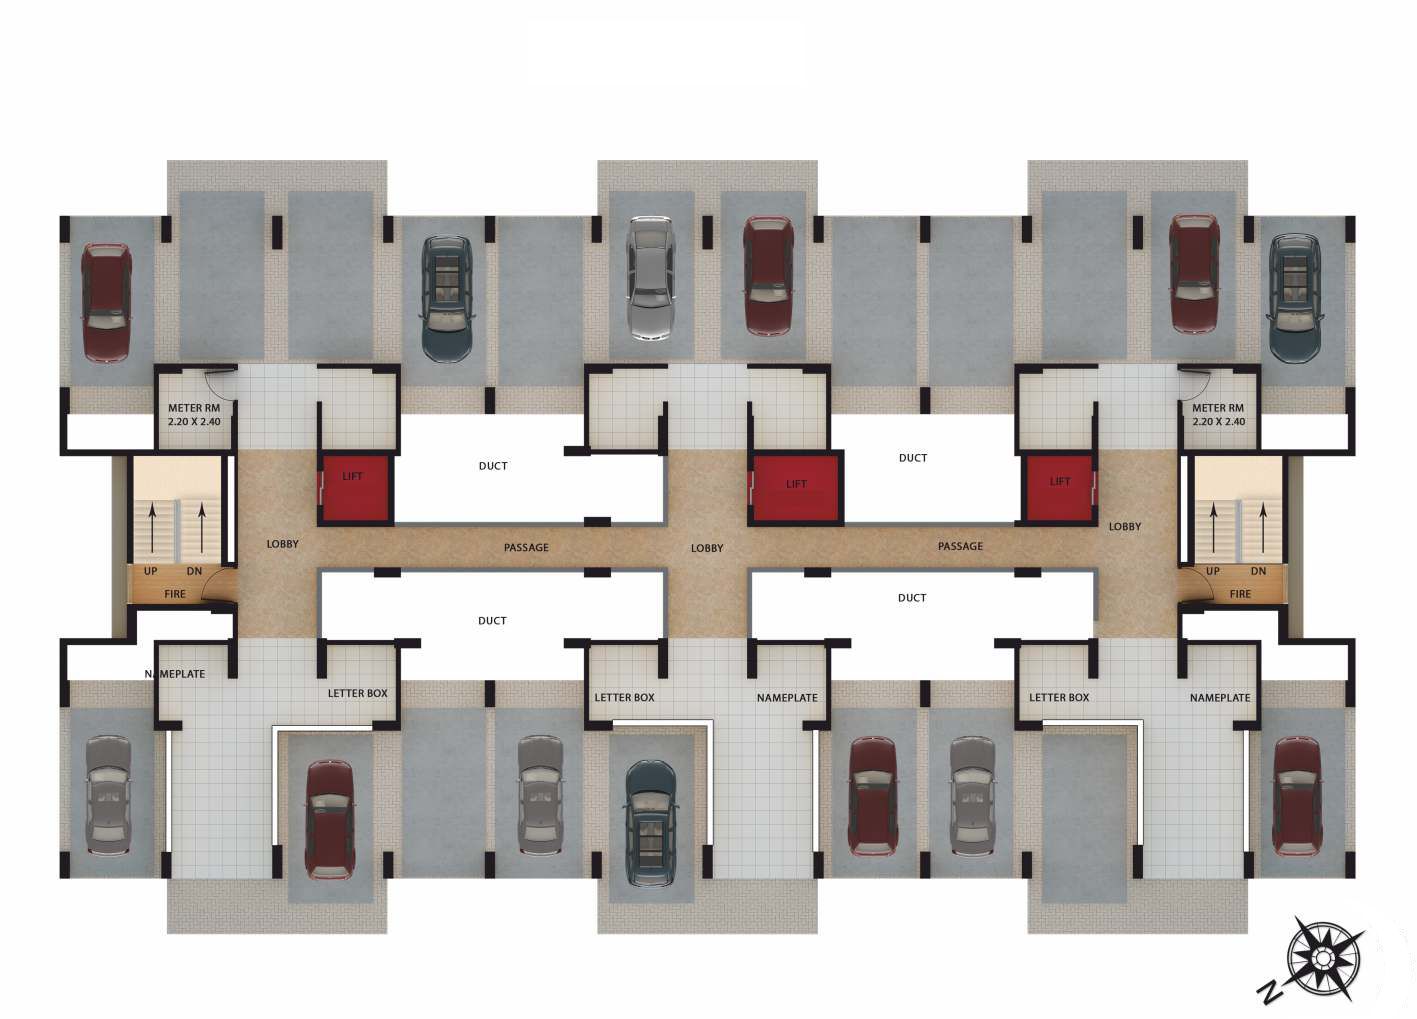 METER RM
2.20 X 2.40
METER RM
2.20 X 2.40
LIFT
DUCT
LIFT
DUCT
LIFT
LOBBY
PASSAGE
LOBBY
PASSAGE
LOBBY
UP
DN
FIRE
UP
DN
FIRE
DUCT
DUCT
NAMEPLATE
LETTER BOX
LETTER BOX
NAMEPLATE
LETTER BOX
NAMEPLATE
N